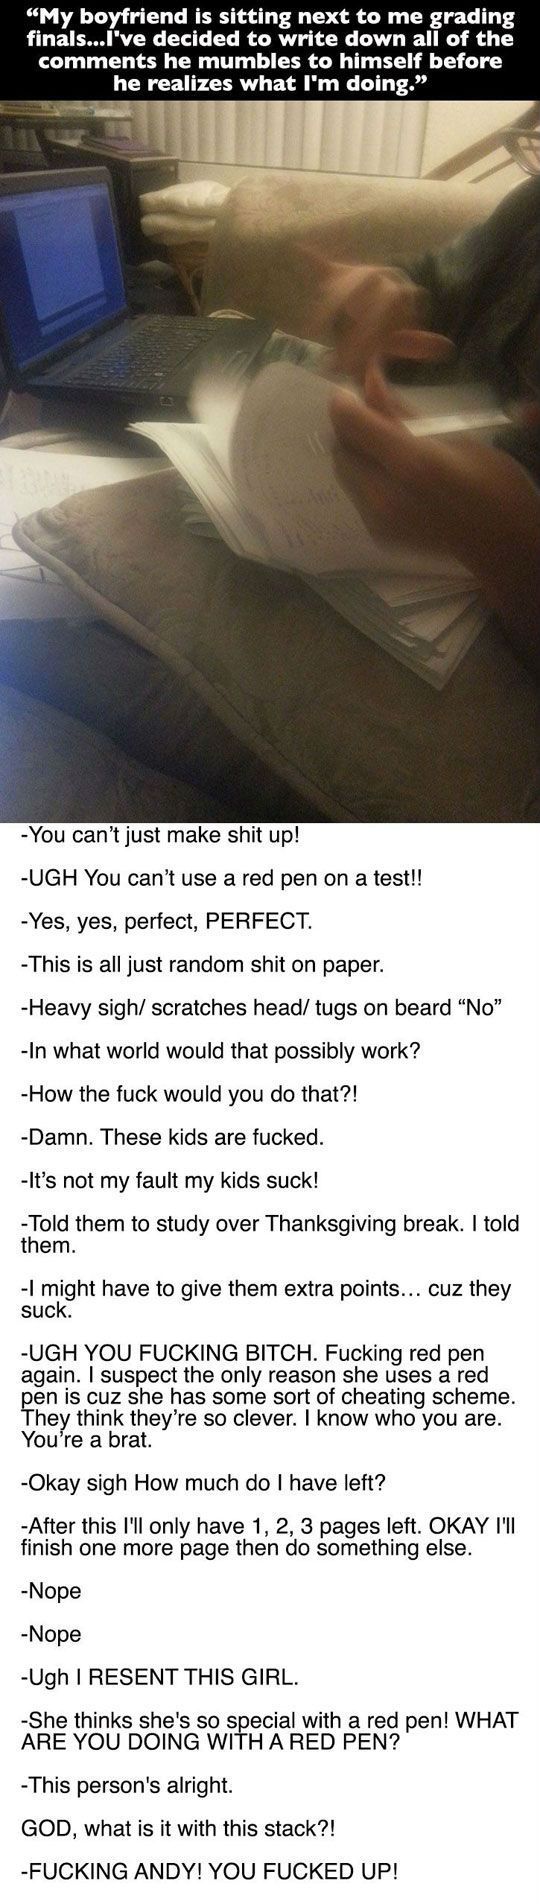 “My boyfriend is sitting next to me grading
finals...I've decided to write down all of the
comments he mumbles to himself before
he realizes what I'm doing.”
-You can’t just make shit up!
-UGH You can’t use a red pen on a test!!
-Yes, yes, perfect, PERFECT.
-This is all just random shit on paper.
-Heavy sigh/ scratches head/ tugs on beard “No”
-In what world would that possibly work?
-How the fuck would you do that?!
-Damn. These kids are fucked.
-It’s not my fault my kids suck!
-Told them to study over Thanksgiving break. I told
them.
-I might have to give them extra points… cuz they
suck.
-UGH YOU FUCKING BITCH. Fucking red pen
again. I suspect the only reason she uses a red
pen is cuz she has some sort of cheating scheme.
They think they’re so clever. I know who you are.
You’re a brat.
-Okay sigh How much do I have left?
-After this I'll only have 1, 2, 3 pages left. OKAY I'll
finish one more page then do something else.
-Nope
-Nope
-Ugh I RESENT THIS GIRL.
-She thinks she's so special with a red pen! WHAT
ARE YOU DOING WITH A RED PEN?
-This person's alright.
GOD, what is it with this stack?!
-FUCKING ANDY! YOU FUCKED UP!